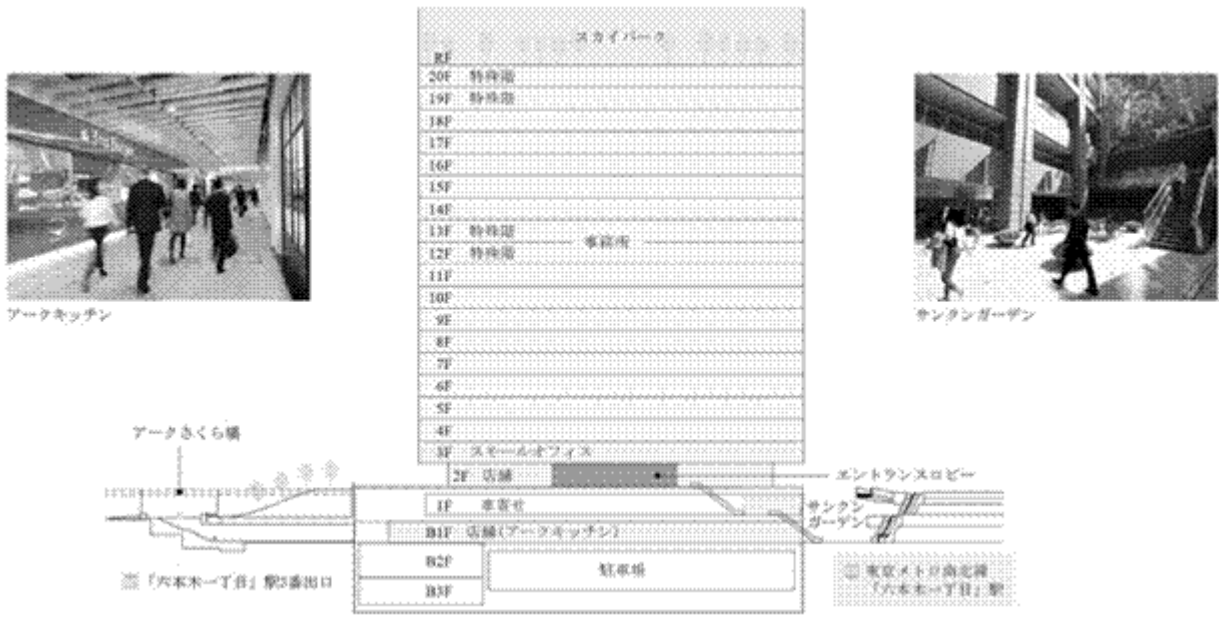 スカイパーク
RF
20F 特殊階
19F 特殊階
18F
17F
16F
15F
14F
13F 特殊階
事務所
12F 特殊階
11F
10F
9F
8F
7F
6F
5F
4F
3F スモールオフィス
2F 店舗
エントランスロビー
1F 車寄せ
B1F 店舗(アークキッチン)
B2F
駐車場
B3F
アークキッチン
サンクンガーデン
アークさくら橋
サンクン
ガーデン
「六本木一丁目」駅3番出口
東京メトロ南北線
「六本木一丁目」駅